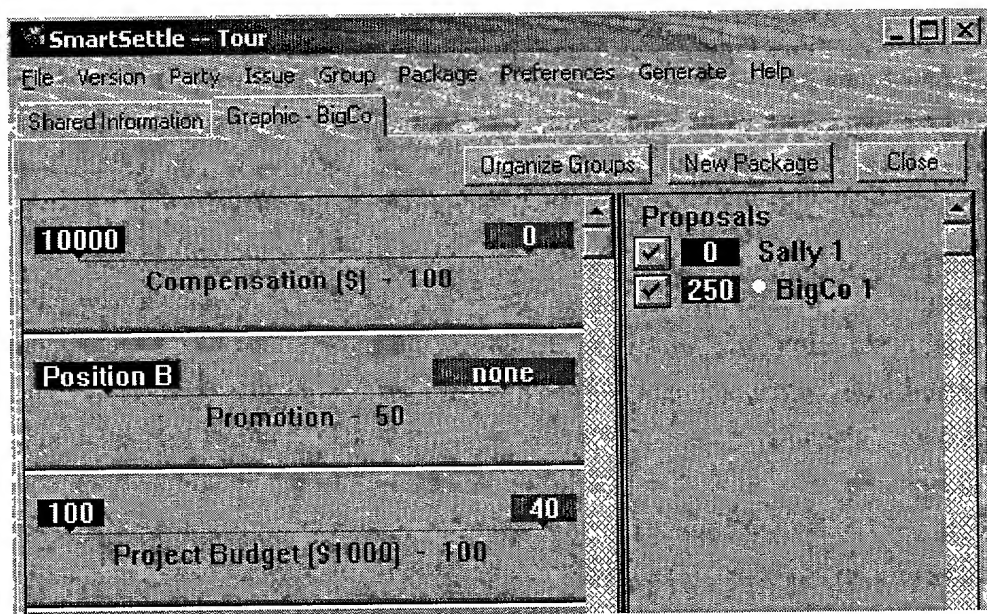 SmartSettle -- Tour
File Version Party Issue Group Package Preferences Generate Help
Shared Information Graphic - BigCo
Organize Groups New Package Close
10000 0
Compensation [$] - 100
Position B none
Promotion - 50
100 40
Project Budget [$1000] - 100
Proposals
0 Sally 1
250 BigCo 1